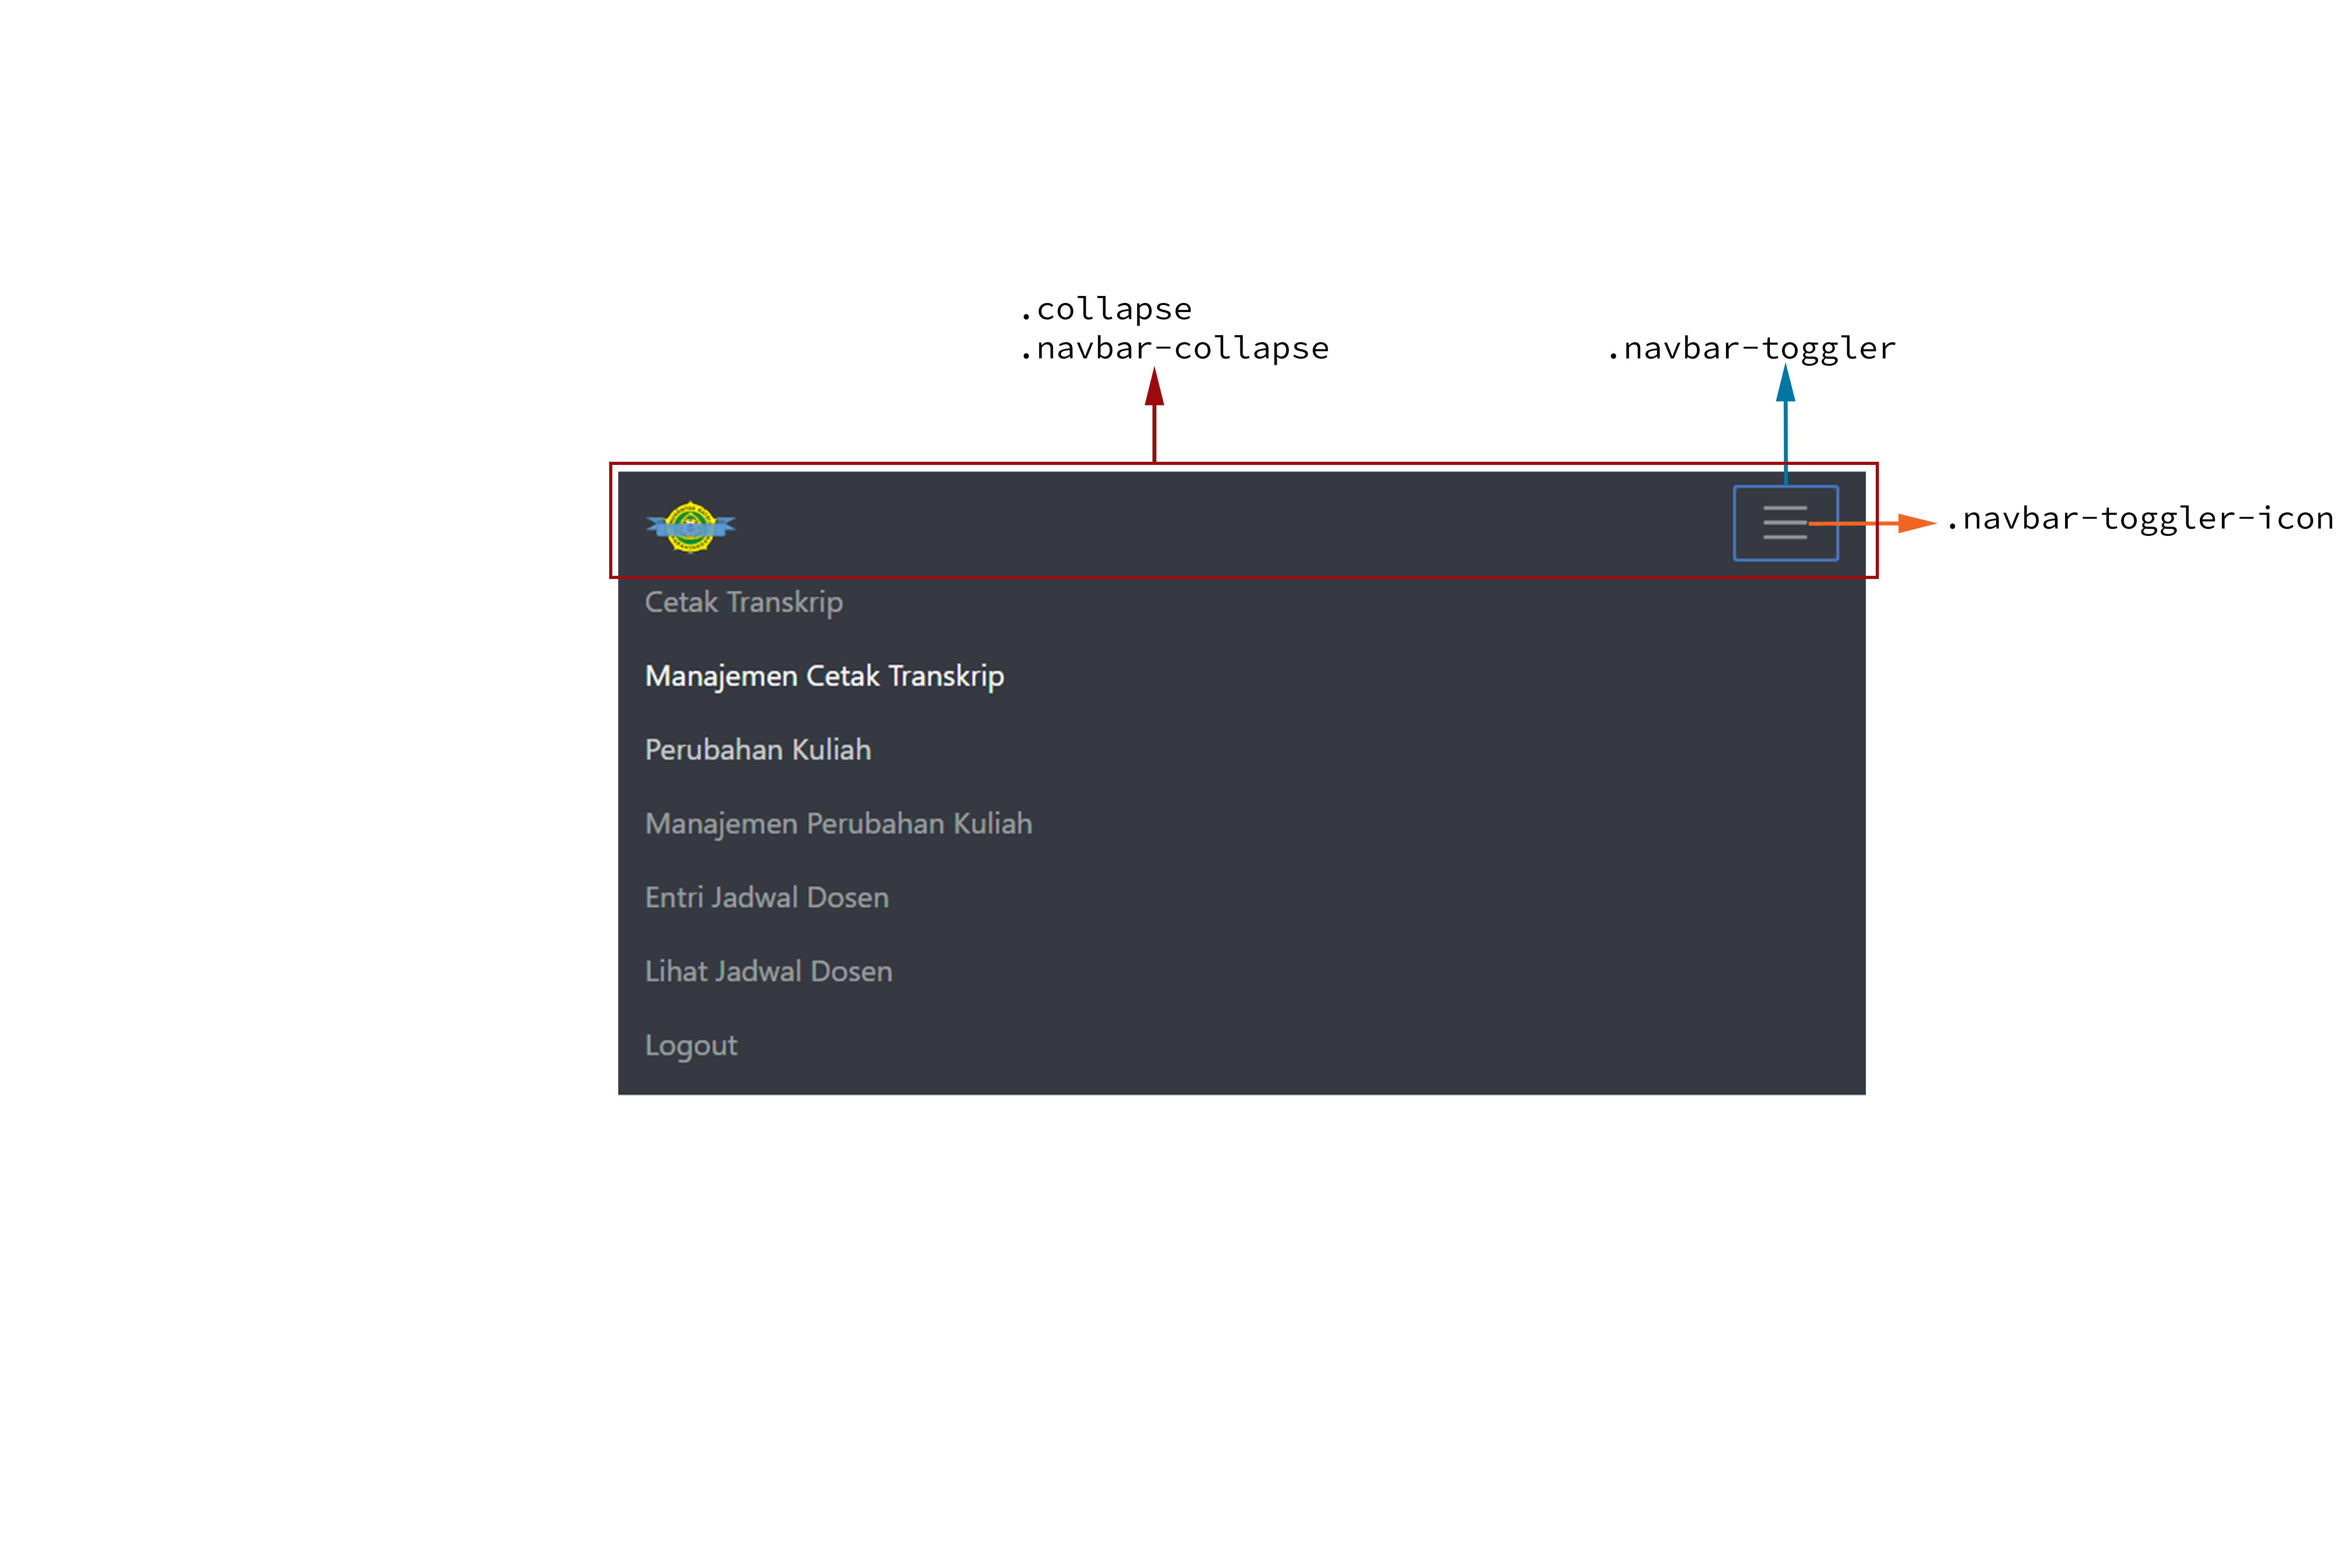 .collapse
.navbar-collapse
.navbar-toggler
.navbar-toggler-icon
Cetak Transkrip
Manajemen Cetak Transkrip
Perubahan Kuliah
Manajemen Perubahan Kuliah
Entri Jadwal Dosen
Lihat Jadwal Dosen
Logout